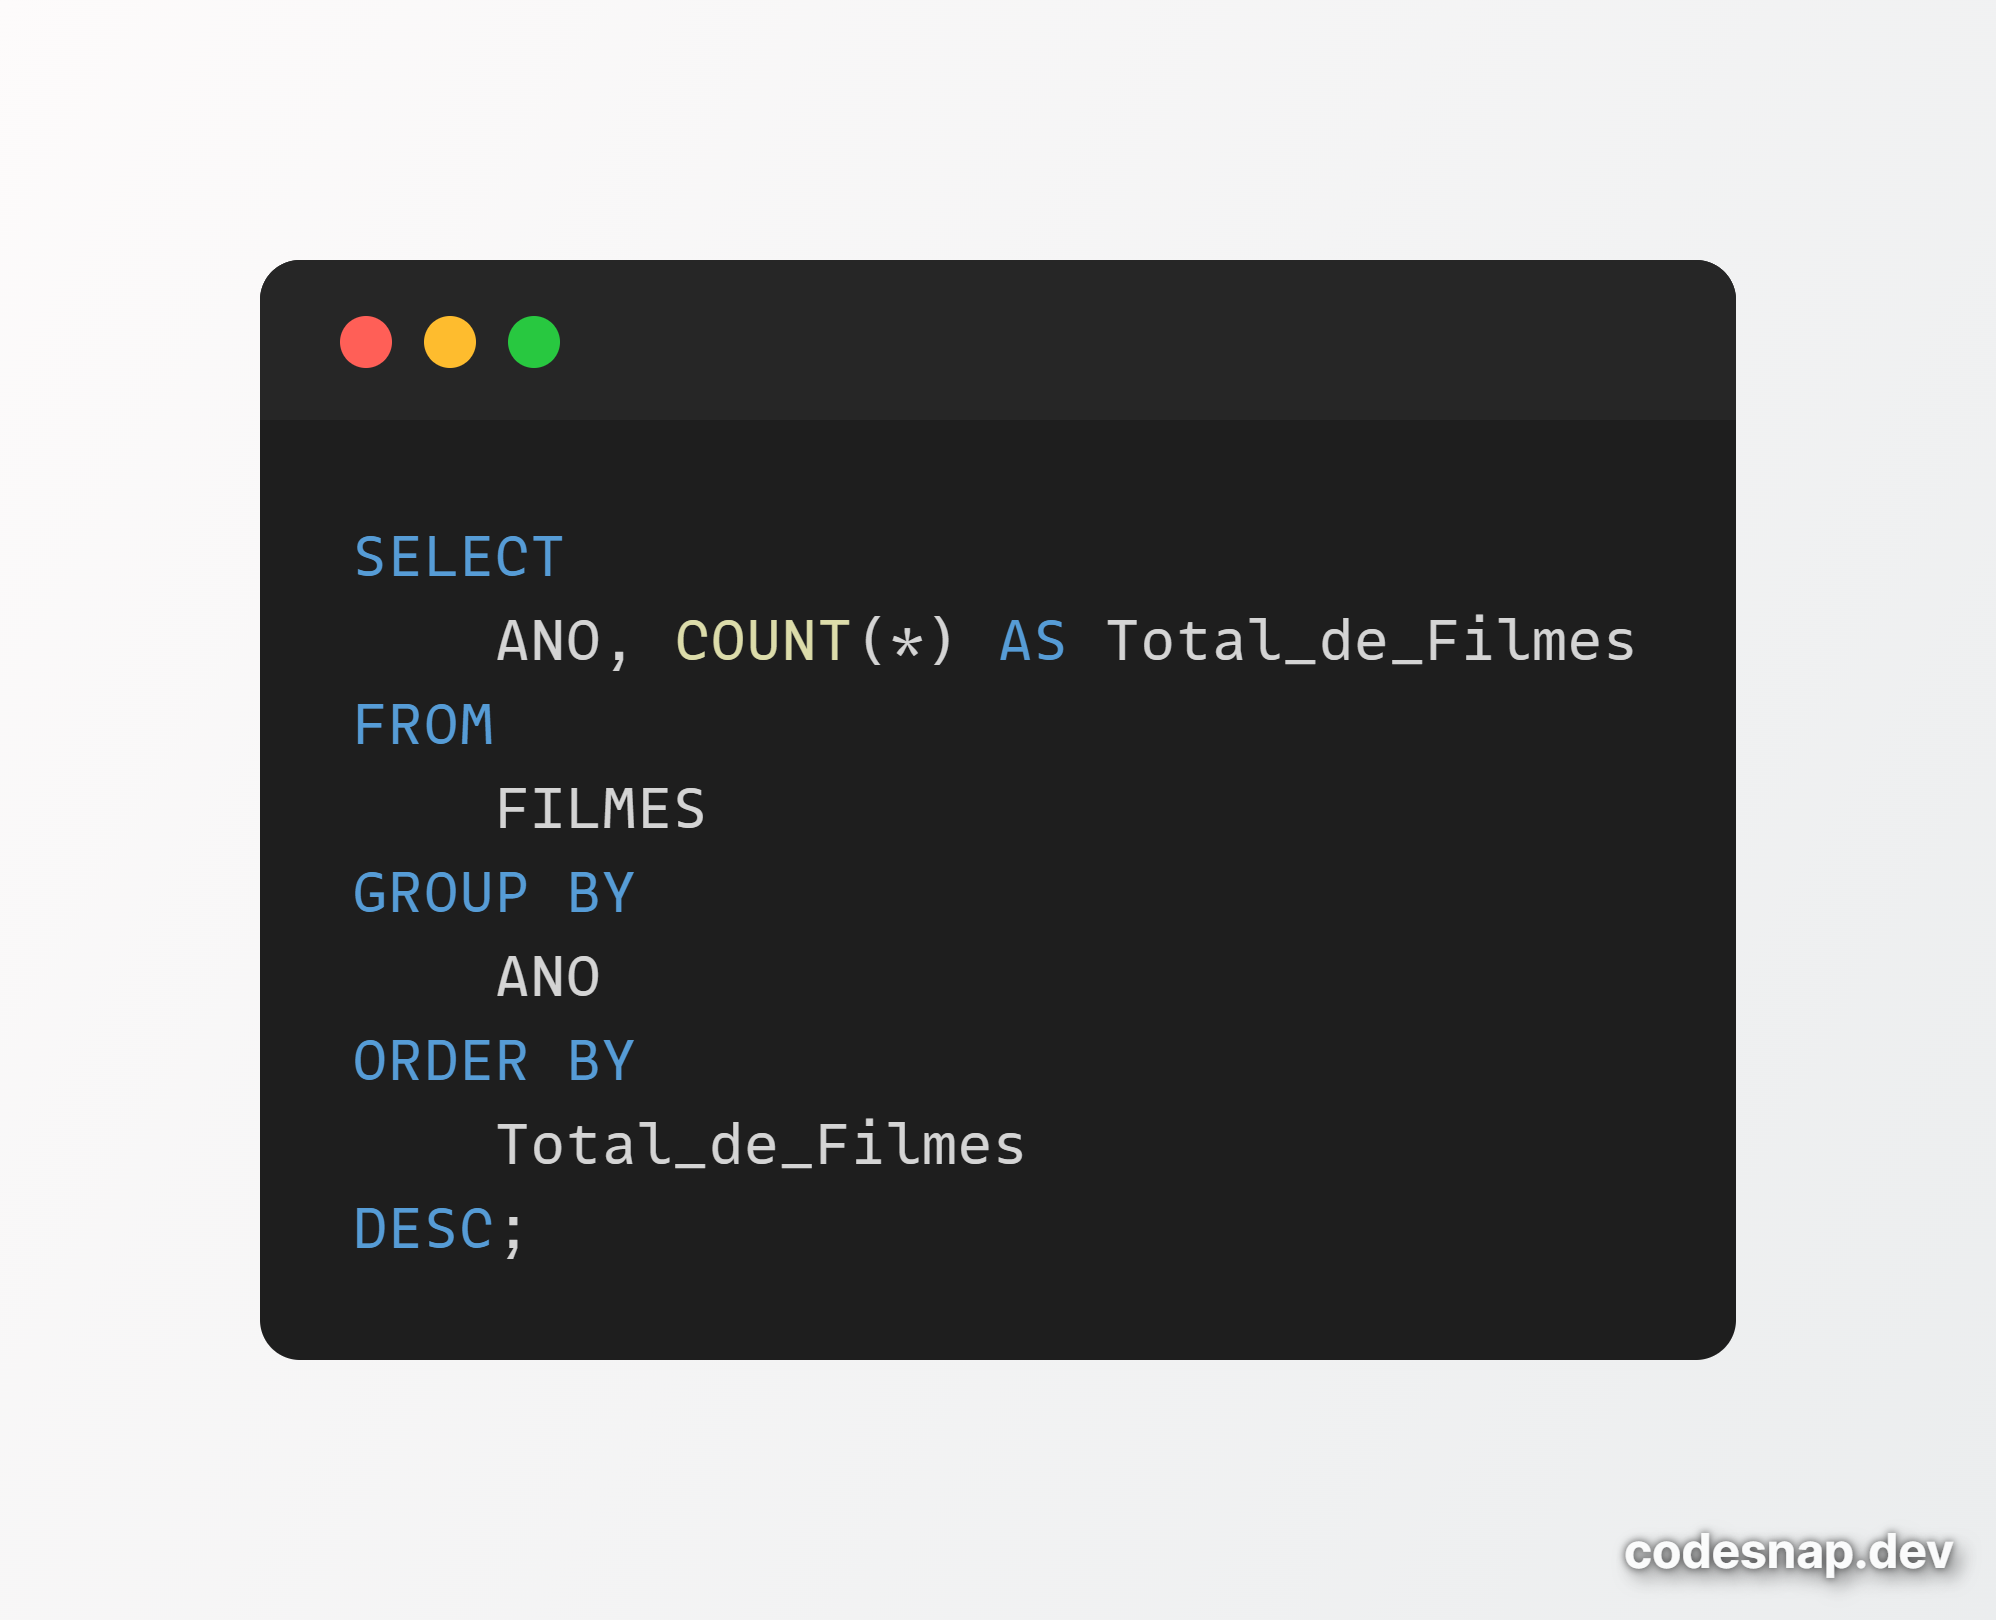 SELECT
    ANO, COUNT(*) AS Total_de_Filmes
FROM
    FILMES
GROUP BY
    ANO
ORDER BY
    Total_de_Filmes
DESC;
codesnap.dev